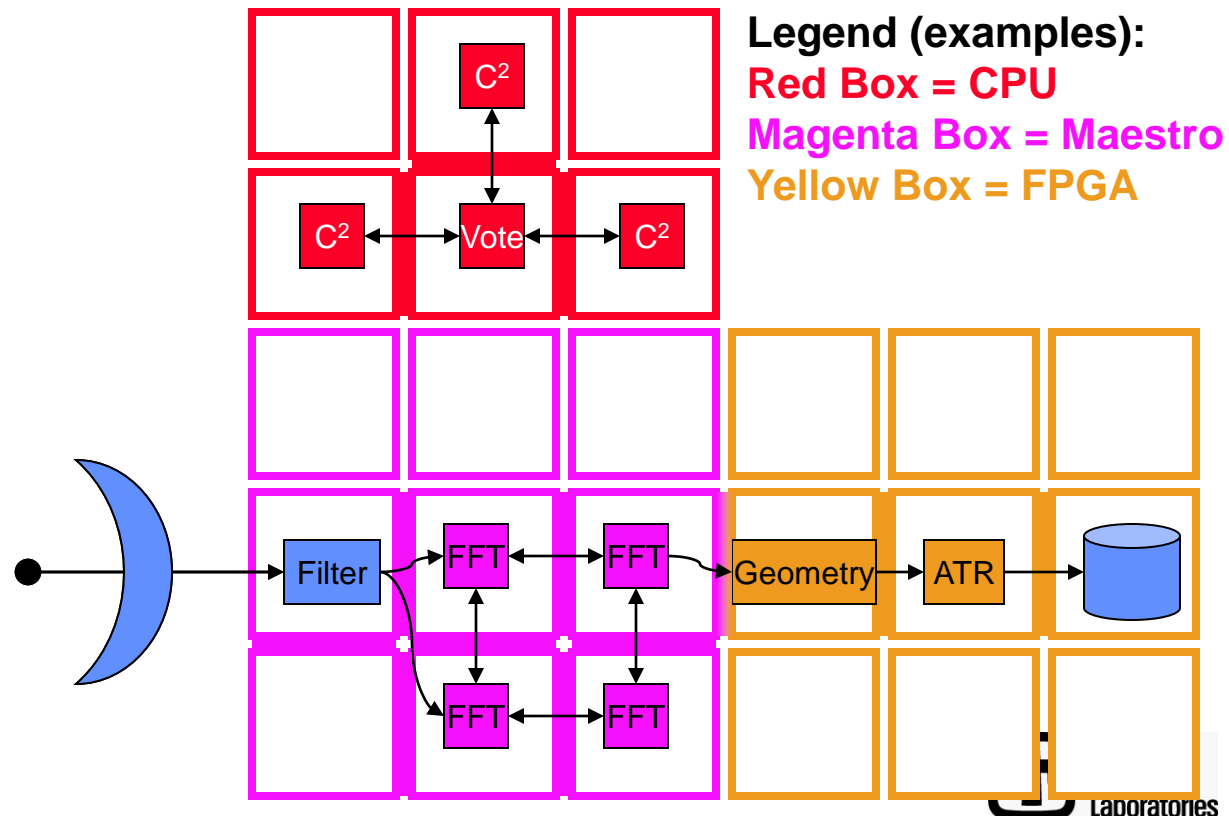 Legend (examples):
Red Box = CPU
Magenta Box = Maestro
Yellow Box = FPGA
C²
C²
Vote
C²
Filter
FFT
FFT
Geometry
ATR
FFT
FFT
Laboratories